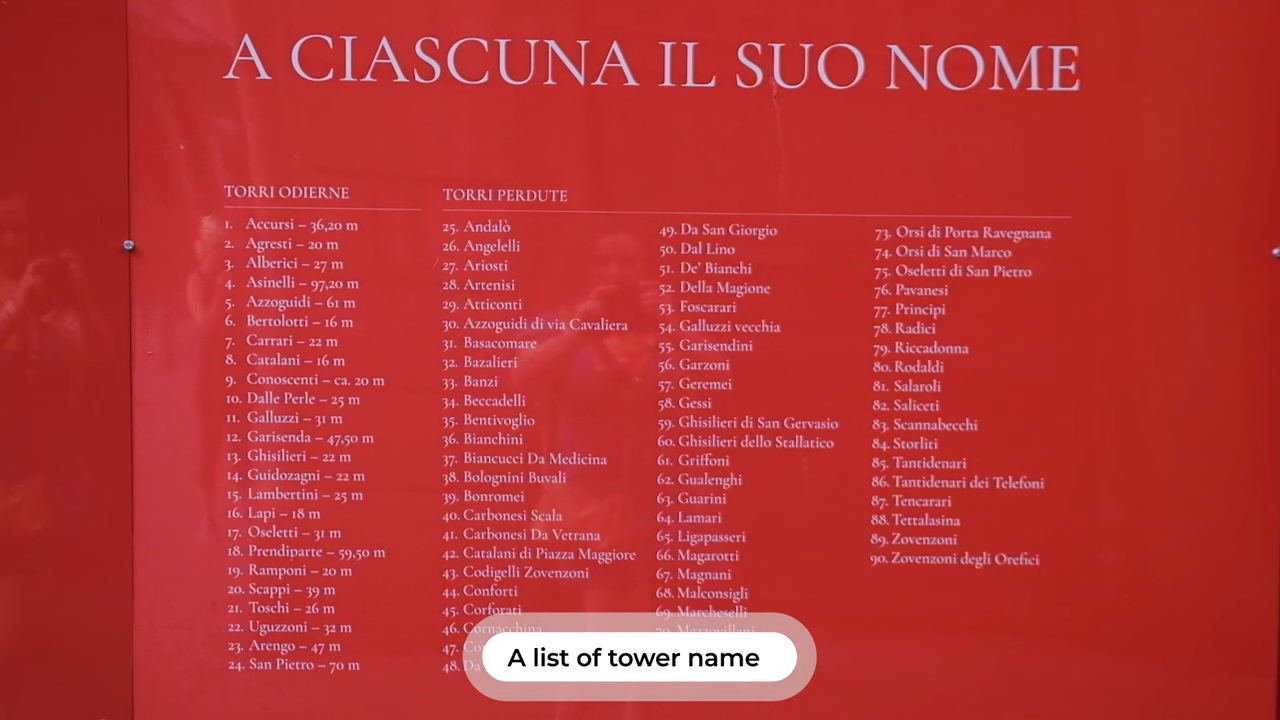 A CIASCUNA IL SUO NOME
TORRI ODIERNE
1. Accursi – 36,20 m
2. Agresti – 20 m
3. Alberici – 27 m
4. Asinelli – 97,20 m
5. Azzoguidi – 61 m
6. Bertolotti – 16 m
7. Carrari – 22 m
8. Catalani – 16 m
9. Conoscenti – ca. 20 m
10. Dalle Perle – 25 m
11. Galluzzi – 31 m
12. Garisenda – 47,50 m
13. Ghisilieri – 22 m
14. Guidozagni – 22 m
15. Lambertini – 25 m
16. Lapi – 18 m
17. Oseletti – 31 m
18. Prendiparte – 59,50 m
19. Ramponi – 20 m
20. Scappi – 39 m
21. Toschi – 26 m
22. Uguzzoni – 32 m
23. Arengo – 47 m
24. San Pietro – 70 m
TORRI PERDUTE
25. Andalò
26. Angelelli
27. Ariosti
28. Artenisi
29. Atticonti
30. Azzoguidi di via Cavaliera
31. Basacomare
32. Bazalieri
33. Banzi
34. Beccadelli
35. Bentivoglio
36. Bianchini
37. Biancucci Da Medicina
38. Bolognini Buvali
39. Bonromei
40. Carbonesi Scala
41. Carbonesi Da Vetrana
42. Catalani di Piazza Maggiore
43. Codigelli Zovenzoni
44. Conforti
45. Corforati
46. Cornacchina
47.
48. Da
49. Da San Giorgio
50. Dal Lino
51. De' Bianchi
52. Della Magione
53. Foscarari
54. Galluzzi vecchia
55. Garisendini
56. Garzoni
57. Geremei
58. Gessi
59. Ghisilieri di San Gervasio
60. Ghisilieri dello Stallatico
61. Griffoni
62. Gualenghi
63. Guarini
64. Lamari
65. Ligapasseri
66. Magarotti
67. Magnani
68. Malconsigli
69. Marcheselli
73. Orsi di Porta Ravegnana
74. Orsi di San Marco
75. Oseletti di San Pietro
76. Pavanesi
77. Principi
78. Radici
79. Riccadonna
80. Rodaldi
81. Salaroli
82. Saliceti
83. Scannabecchi
84. Storliti
85. Tantidenari
86. Tantidenari dei Telefoni
87. Tencarari
88. Tettalasina
89. Zovenzoni
90. Zovenzoni degli Orefici
A list of tower name